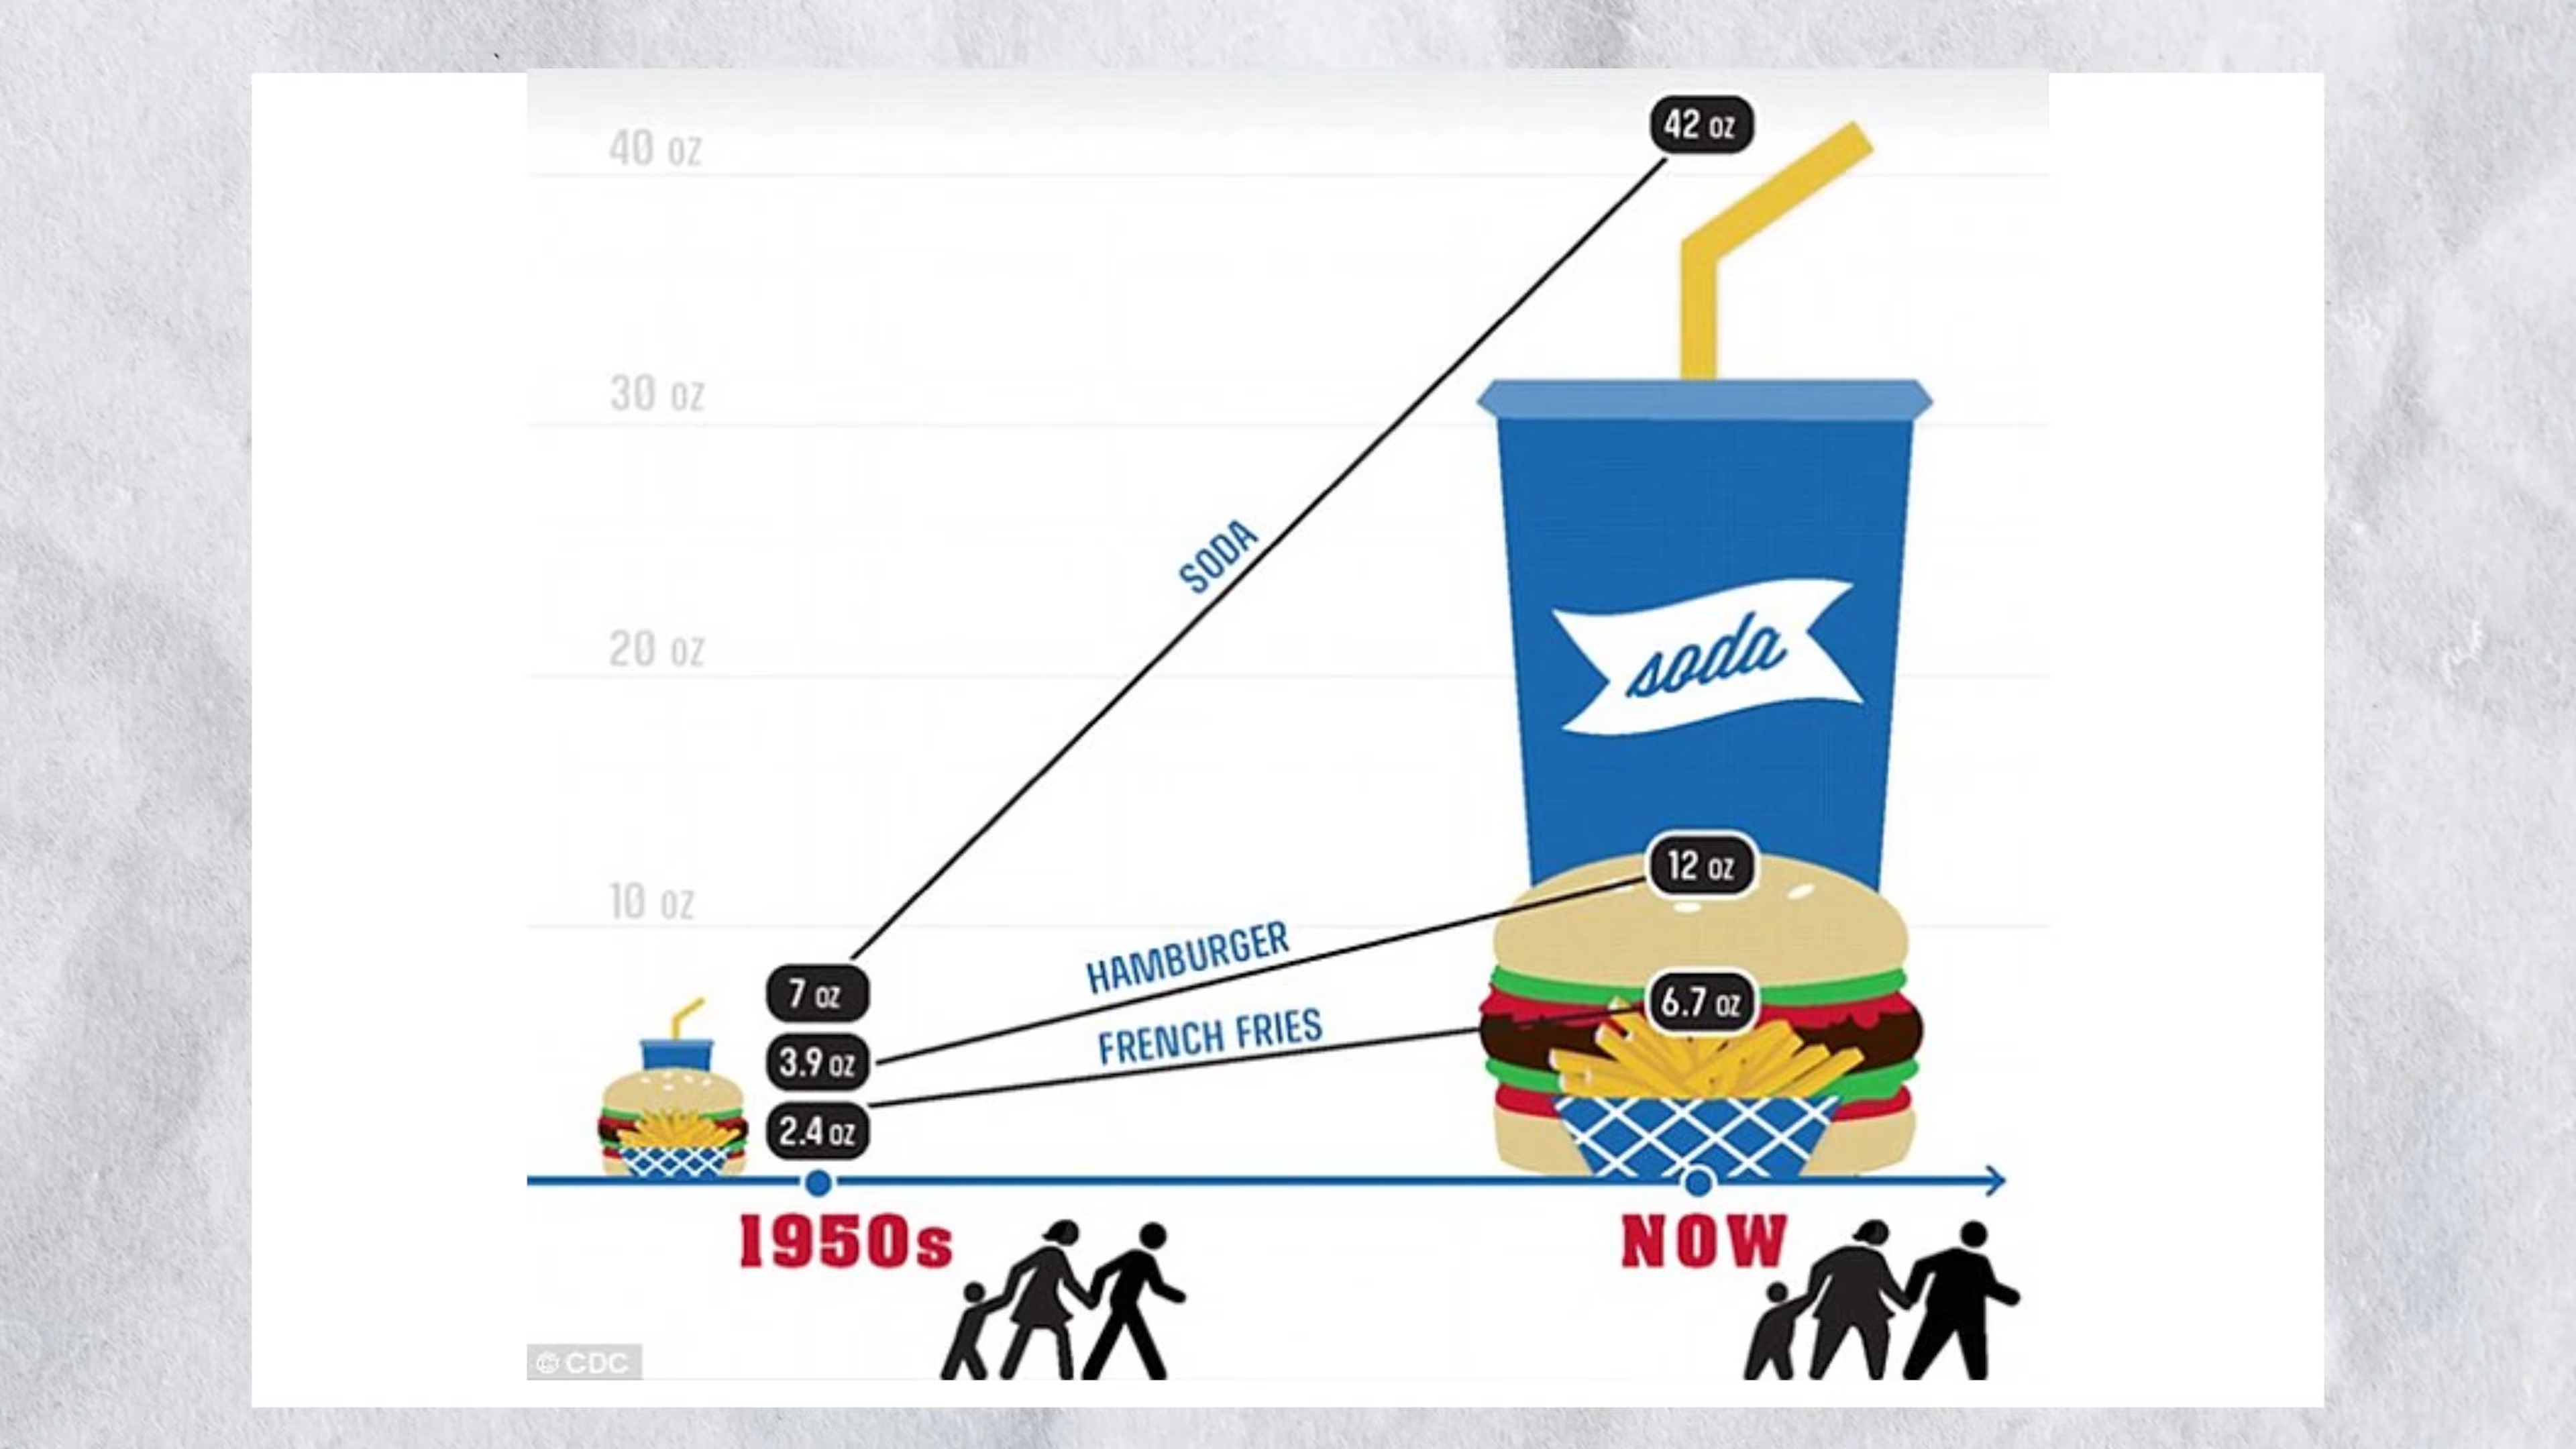 42 oz
40 oz
30 oz
SODA
20 oz
soda
12 oz
10 oz
HAMBURGER
7 oz
6.7 oz
FRENCH FRIES
3.9 oz
2.4 oz
1950s
NOW
© CDC